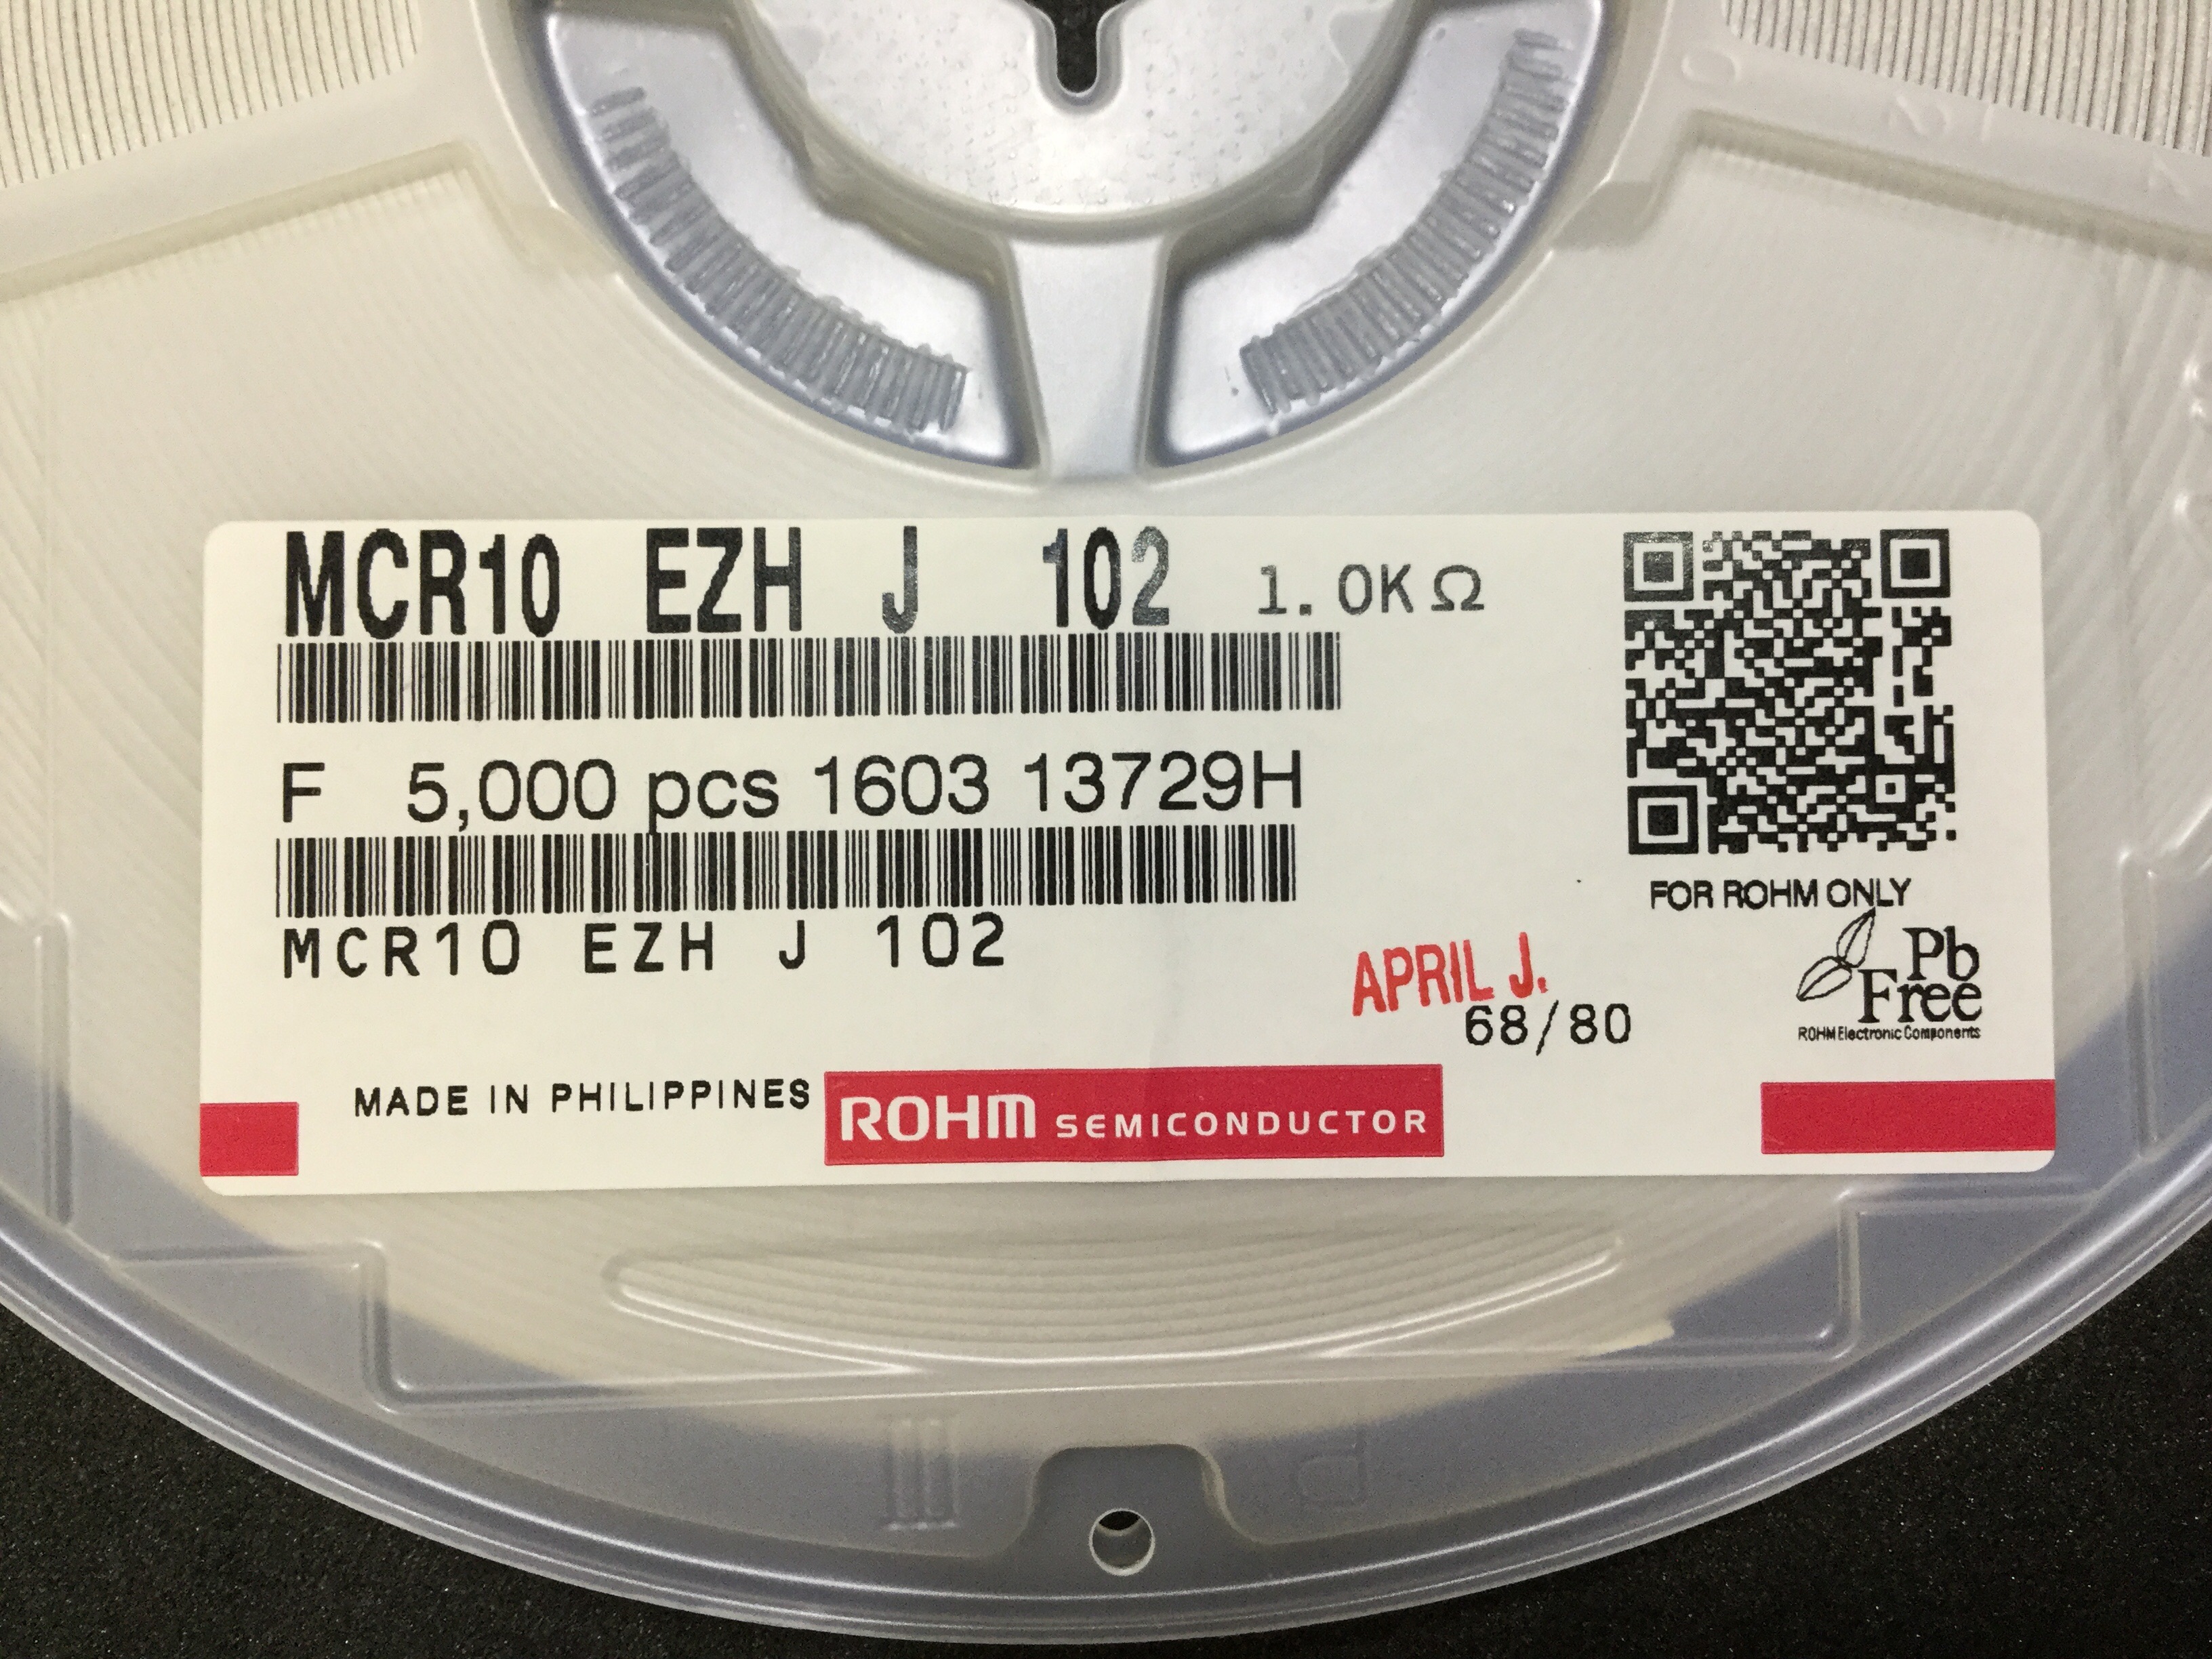 MCR10 EZH J 102 1.0KΩ
F 5,000 pcs 1603 13729H
MCR10 EZH J 102
FOR ROHM ONLY
APRIL J.
68/80
Pb
Free
ROHM Electronic Components
MADE IN PHILIPPINES
ROHM SEMICONDUCTOR